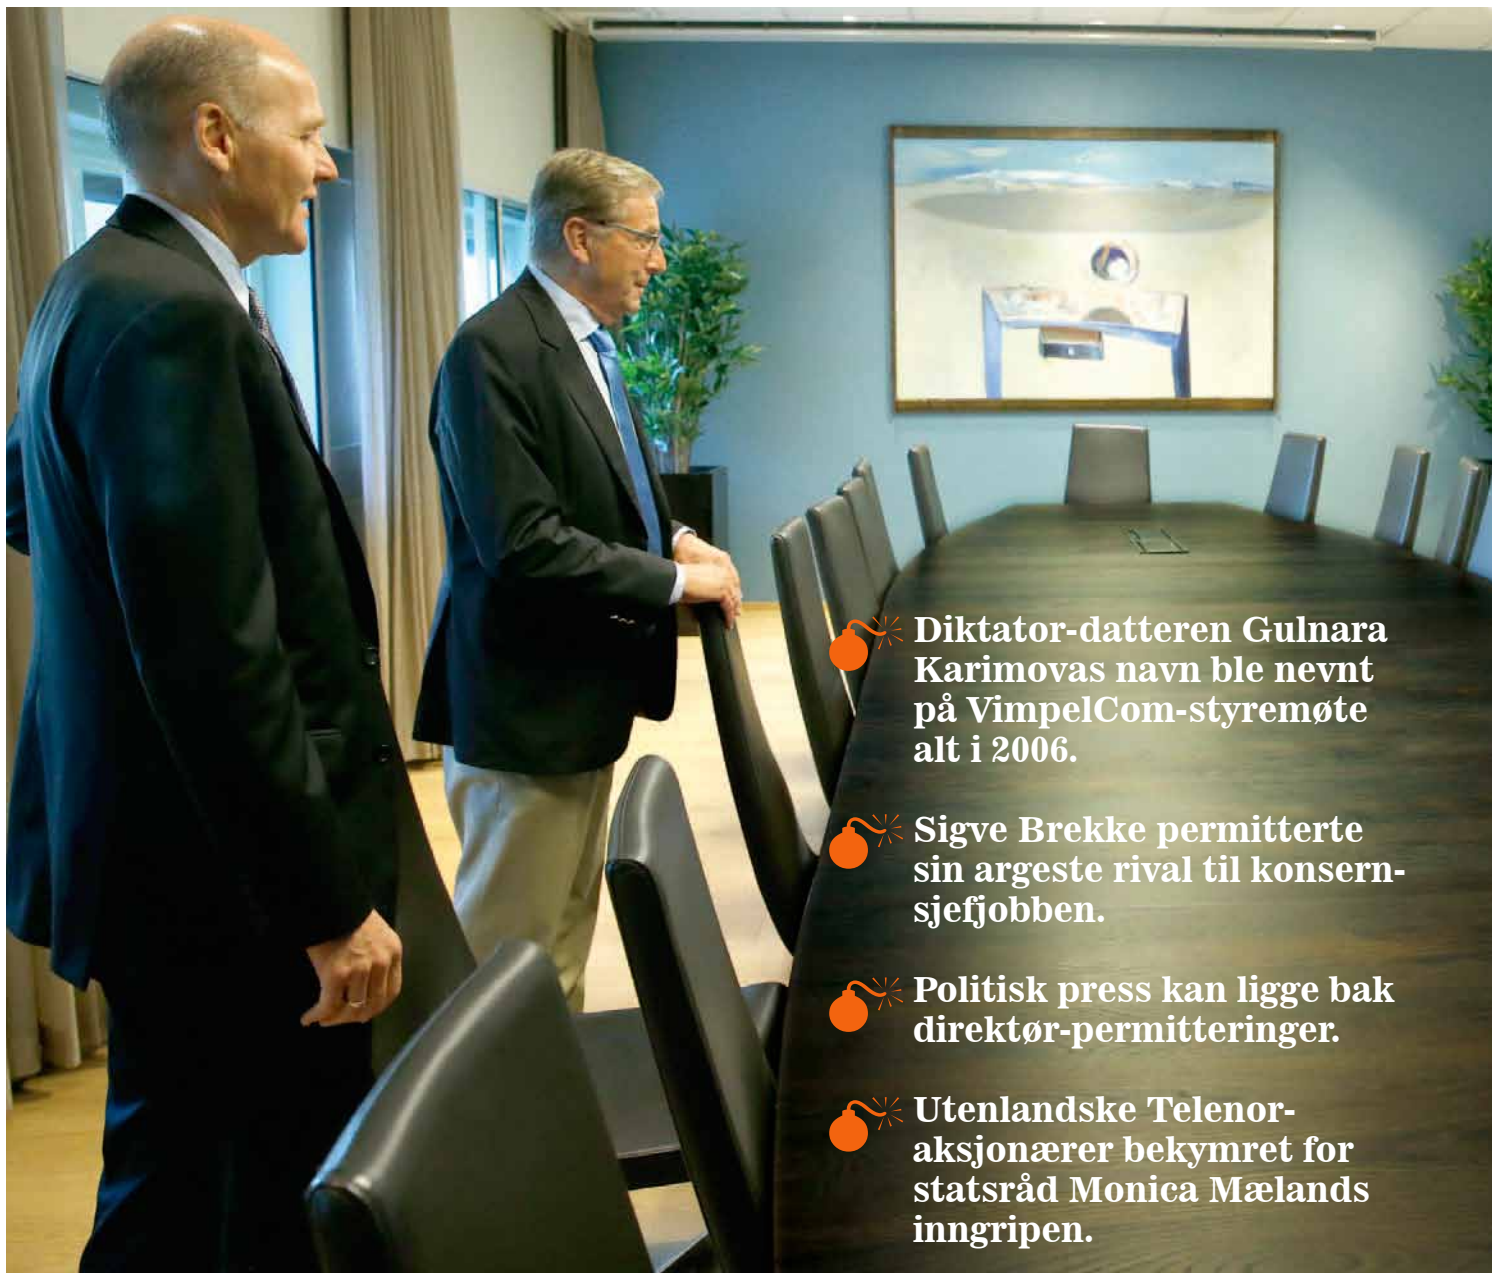 Diktator-datteren Gulnara
Karimovas navn ble nevnt
på VimpelCom-styremøte
alt i 2006.
Sigve Brekke permitterte
sin argeste rival til konsern-
sjefjobben.
Politisk press kan ligge bak
direktør-permitteringer.
Utenlandske Telenor-
aksjonærer bekymret for
statsråd Monica Mælands
inngripen.